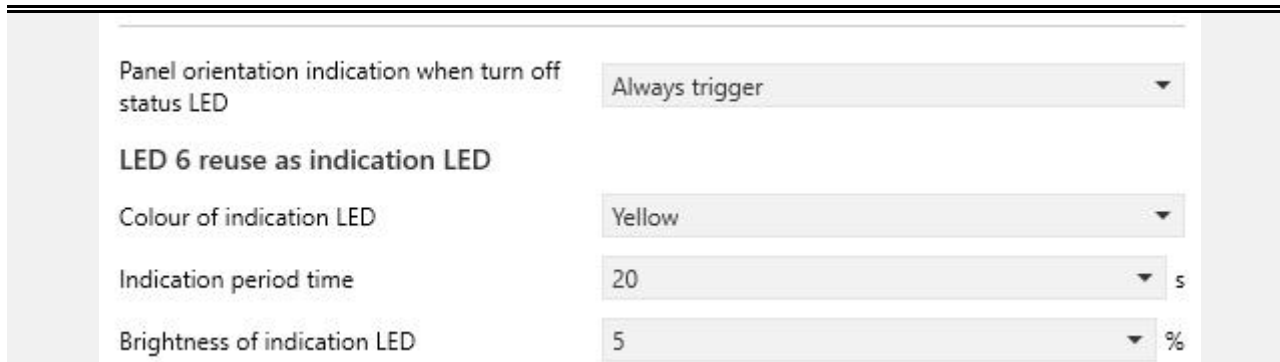 Panel orientation indication when turn off
status LED
Always trigger
LED 6 reuse as indication LED
Colour of indication LED
Yellow
Indication period time
20
s
Brightness of indication LED
5
%